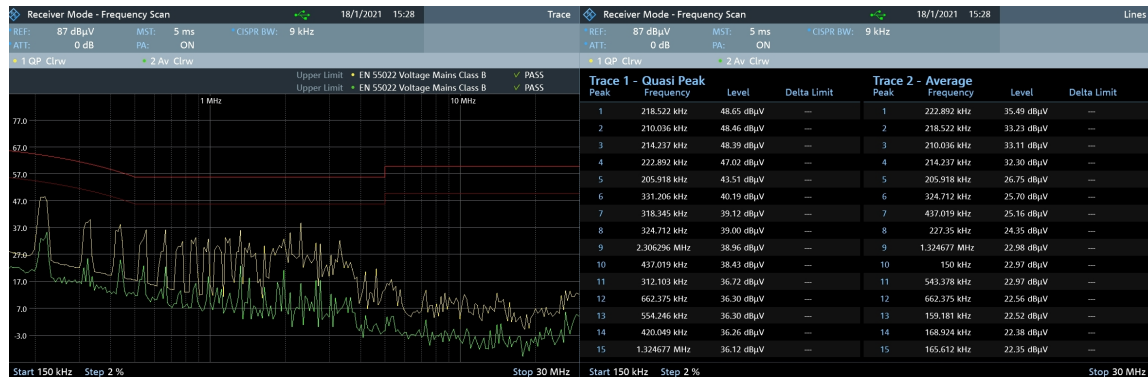 Receiver Mode - Frequency Scan 18/1/2021 15:28 Trace
*REF: 87 dBµV MST: 5 ms *CISPR BW: 9 kHz
*ATT: 0 dB PA: ON
• 1 QP Clrw • 2 Av Clrw
Upper Limit • EN 55022 Voltage Mains Class B ✓ PASS
Upper Limit • EN 55022 Voltage Mains Class B ✓ PASS
1 MHz 10 MHz
77.0
67.0
57.0
47.0
37.0
27.0
17.0
7.0
-3.0
Start 150 kHz Step 2 % Stop 30 MHz
Receiver Mode - Frequency Scan 18/1/2021 15:28 Lines
*REF: 87 dBµV MST: 5 ms *CISPR BW: 9 kHz
*ATT: 0 dB PA: ON
• 1 QP Clrw • 2 Av Clrw
Trace 1 - Quasi Peak
Peak Frequency Level Delta Limit
1 218.522 kHz 48.65 dBµV ---
2 210.036 kHz 48.46 dBµV ---
3 214.237 kHz 48.39 dBµV ---
4 222.892 kHz 47.02 dBµV ---
5 205.918 kHz 43.51 dBµV ---
6 331.206 kHz 40.19 dBµV ---
7 318.345 kHz 39.12 dBµV ---
8 324.712 kHz 39.00 dBµV ---
9 2.306296 MHz 38.96 dBµV ---
10 437.019 kHz 38.43 dBµV ---
11 312.103 kHz 36.72 dBµV ---
12 662.375 kHz 36.30 dBµV ---
13 554.246 kHz 36.30 dBµV ---
14 420.049 kHz 36.26 dBµV ---
15 1.324677 MHz 36.12 dBµV ---
Trace 2 - Average
Peak Frequency Level Delta Limit
1 222.892 kHz 35.49 dBµV ---
2 218.522 kHz 33.23 dBµV ---
3 210.036 kHz 33.11 dBµV ---
4 214.237 kHz 32.30 dBµV ---
5 205.918 kHz 26.75 dBµV ---
6 324.712 kHz 25.70 dBµV ---
7 437.019 kHz 25.16 dBµV ---
8 227.35 kHz 24.35 dBµV ---
9 1.324677 MHz 22.98 dBµV ---
10 150 kHz 22.97 dBµV ---
11 543.378 kHz 22.97 dBµV ---
12 662.375 kHz 22.56 dBµV ---
13 159.181 kHz 22.52 dBµV ---
14 168.924 kHz 22.38 dBµV ---
15 165.612 kHz 22.35 dBµV ---
Start 150 kHz Step 2 % Stop 30 MHz